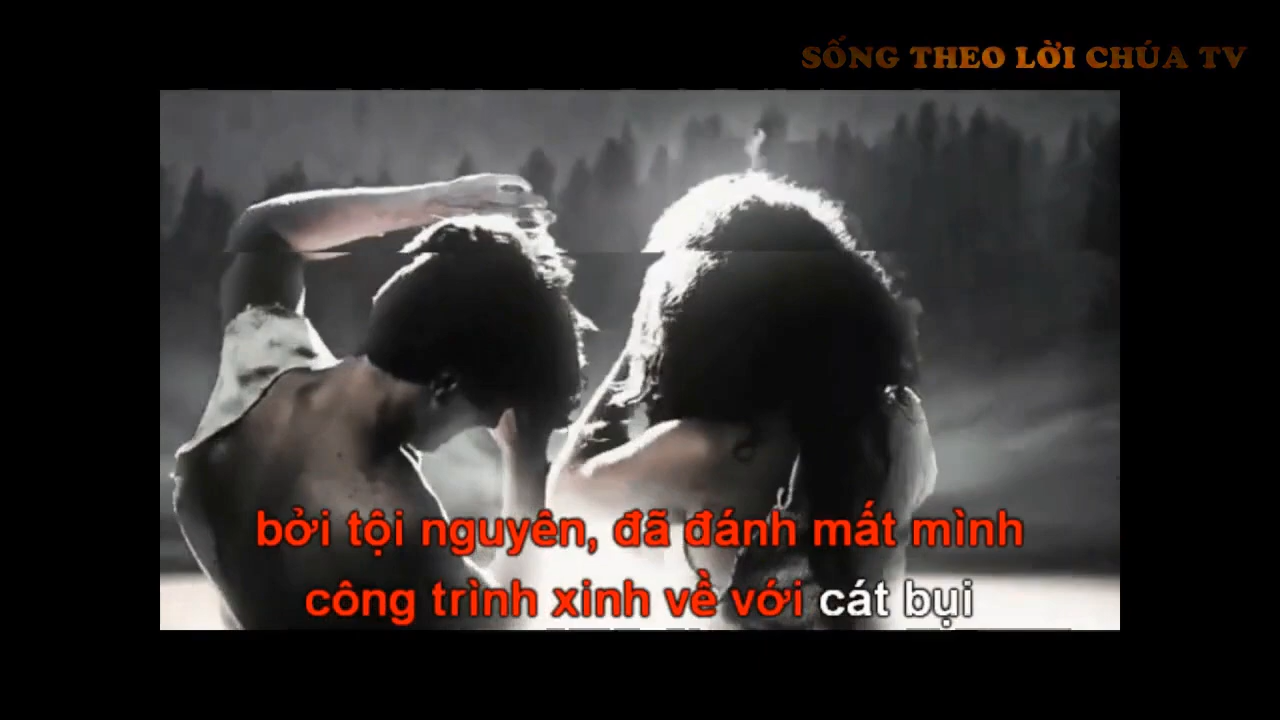 SỐNG THEO LỜI CHÚA TV
bởi tội nguyên, đã đánh mất mình
công trình xinh về với cát bụi